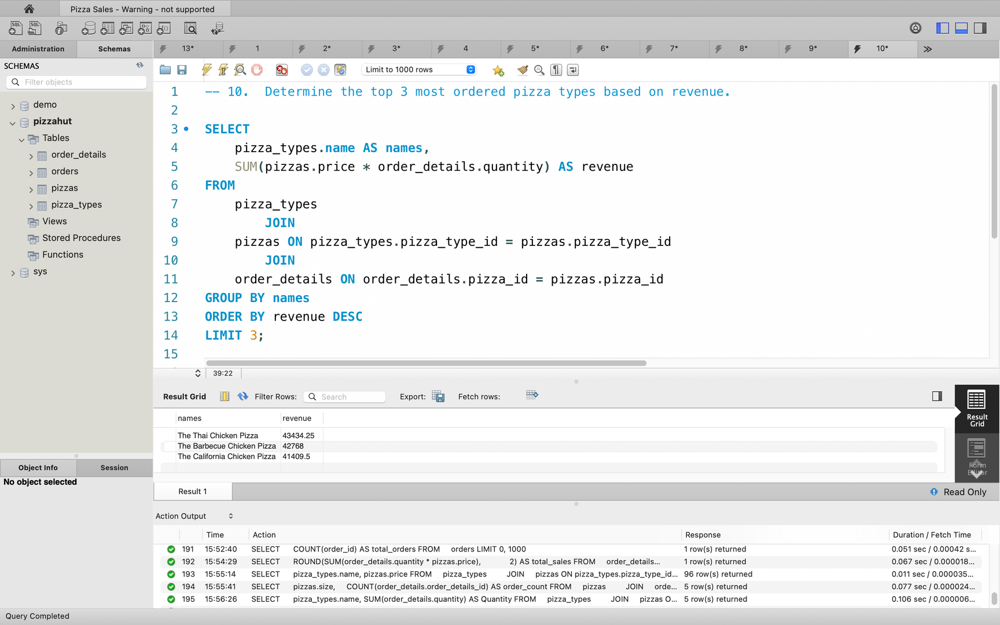 Pizza Sales - Warning - not supported
Administration
Schemas
13*
1
2*
3*
4
5*
6*
7*
8*
9*
10*
SCHEMAS
Filter objects
demo
pizzahut
Tables
order_details
orders
pizzas
pizza_types
Views
Stored Procedures
Functions
sys
Limit to 1000 rows
1 -- 10.  Determine the top 3 most ordered pizza types based on revenue.
2
3 SELECT
4 pizza_types.name AS names,
5 SUM(pizzas.price * order_details.quantity) AS revenue
6 FROM
7 pizza_types
8 JOIN
9 pizzas ON pizza_types.pizza_type_id = pizzas.pizza_type_id
10 JOIN
11 order_details ON order_details.pizza_id = pizzas.pizza_id
12 GROUP BY names
13 ORDER BY revenue DESC
14 LIMIT 3;
15
39:22
Result Grid
Filter Rows:
Search
Export:
Fetch rows:
names revenue
The Thai Chicken Pizza 43434.25
The Barbecue Chicken Pizza 42768
The California Chicken Pizza 41409.5
Result
Grid
Form
Editor
Result 1
Read Only
Object Info
Session
No object selected
Action Output
Time Action Response Duration / Fetch Time
191 15:52:40 SELECT COUNT(order_id) AS total_orders FROM orders LIMIT 0, 1000 1 row(s) returned 0.051 sec / 0.00042 s...
192 15:54:29 SELECT ROUND(SUM(order_details.quantity * pizzas.price), 2) AS total_sales FROM order_details... 1 row(s) returned 0.067 sec / 0.000018...
193 15:55:14 SELECT pizza_types.name, pizzas.price FROM pizza_types JOIN pizzas ON pizza_types.pizza_type_id... 96 row(s) returned 0.011 sec / 0.000035...
194 15:55:41 SELECT pizzas.size, COUNT(order_details.order_details_id) AS order_count FROM pizzas JOIN orde... 5 row(s) returned 0.077 sec / 0.000024...
195 15:56:26 SELECT pizza_types.name, SUM(order_details.quantity) AS Quantity FROM pizza_types JOIN pizzas O... 5 row(s) returned 0.106 sec / 0.000006...
Query Completed